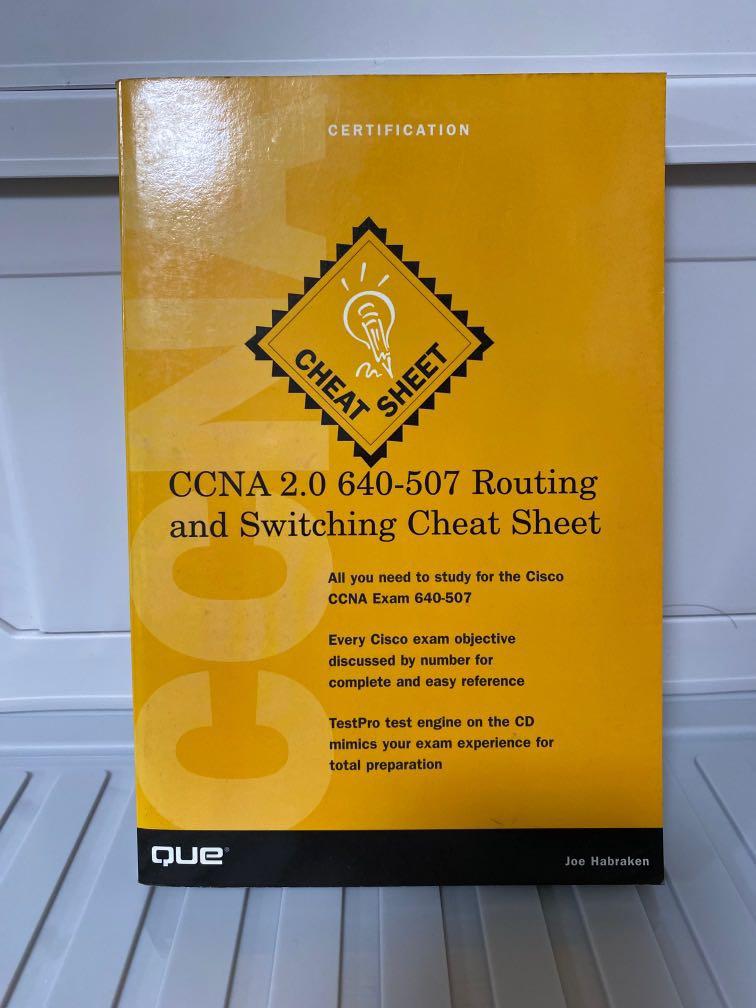 CERTIFICATION
CHEAT SHEET
CCNA 2.0 640-507 Routing
and Switching Cheat Sheet
All you need to study for the Cisco
CCNA Exam 640-507
Every Cisco exam objective
discussed by number for
complete and easy reference
TestPro test engine on the CD
mimics your exam experience for
total preparation
CCNA
QUE®
Joe Habraken